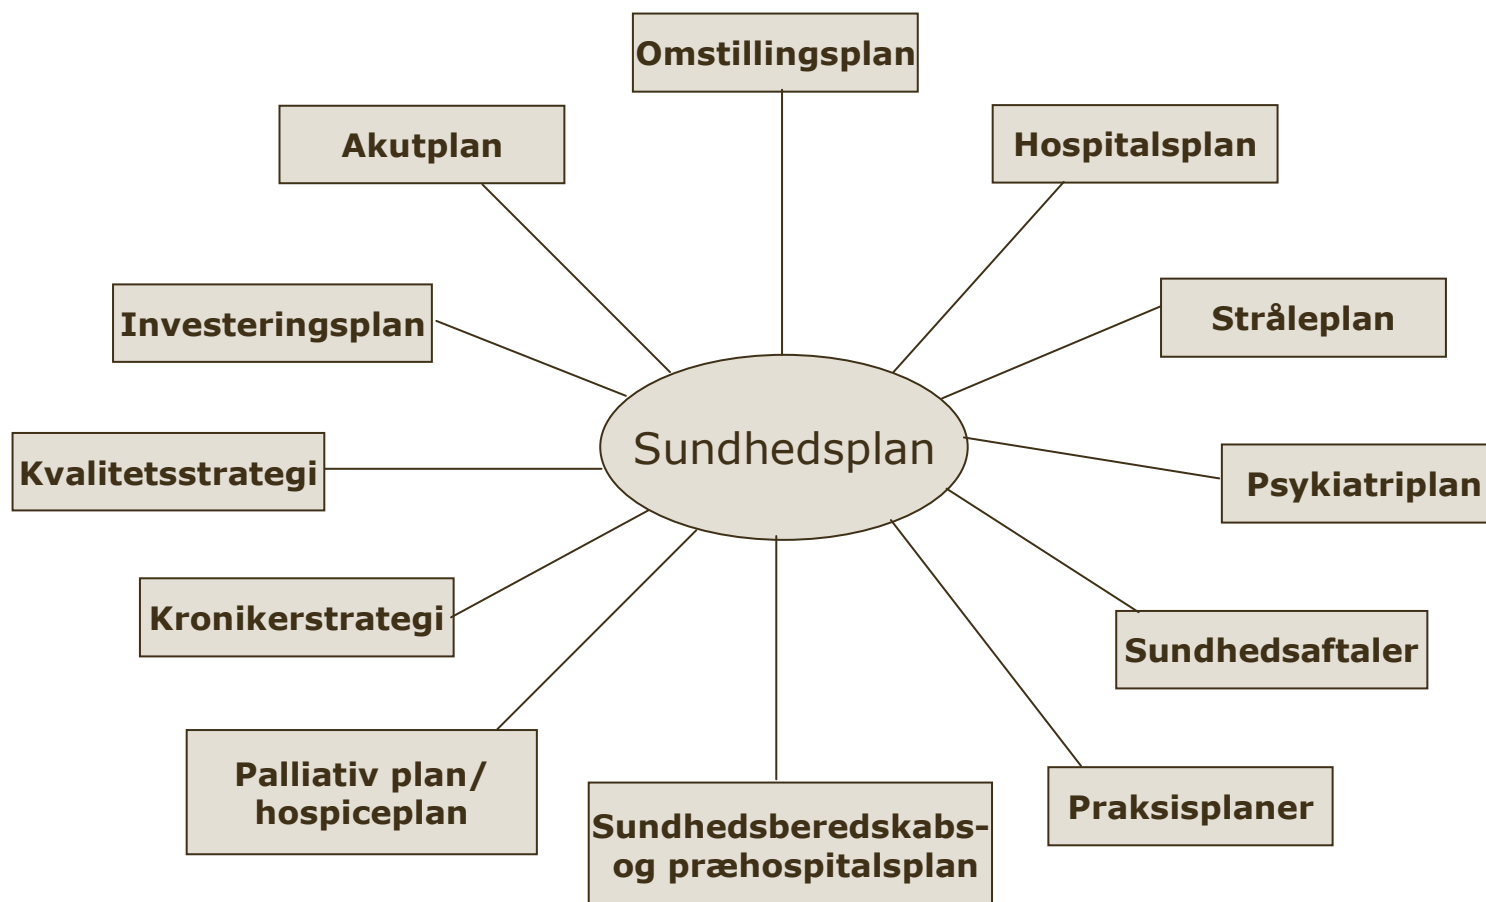 Omstillingsplan
Akutplan
Hospitalsplan
Investeringsplan
Stråleplan
Sundhedsplan
Kvalitetsstrategi
Psykiatriplan
Kronikerstrategi
Sundhedsaftaler
Palliativ plan/
hospiceplan
Praksisplaner
Sundhedsberedskabs-
og præhospitalsplan